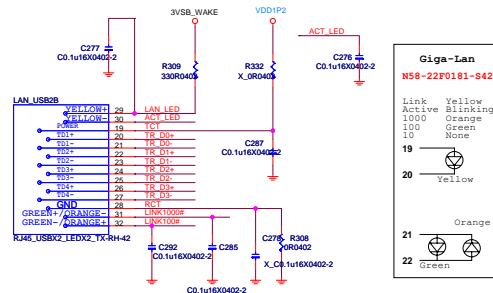 3VSB_WAKE
VDD1P2
ACT_LED
C277
C0.1u16X0402-2
R309
330R0402
R332
X_0R0402
C276
C0.1u16X0402-2
LAN_USB2B
YELLOW+ 29 LAN_LED
YELLOW- 30 ACT_LED
POWER 19 TCT
TD1+ 20 TR_D0+
TD1- 21 TR_D0-
TD2+ 22 TR_D1+
TD2- 23 TR_D1-
TD3+ 24 TR_D2+
TD3- 25 TR_D2-
TD4+ 26 TR_D3+
TD4- 27 TR_D3-
GND 28 RCT
GREEN+/ORANGE- 31 LINK1000#
GREEN-/ORANGE+ 32 LINK100#
RJ45_USBX2_LEDX2_TX-RH-42
C287
C0.1u16X0402-2
C292
C0.1u16X0402-2
C285
C0.1u16X0402-2
C278
X_C0.1u16X0402-2
R308
0R0402
Giga-Lan
N58-22F0181-S42
Link Yellow
Active Blinking
1000 Orange
100 Green
10 None
19
20
Yellow
Orange
21
22
Green